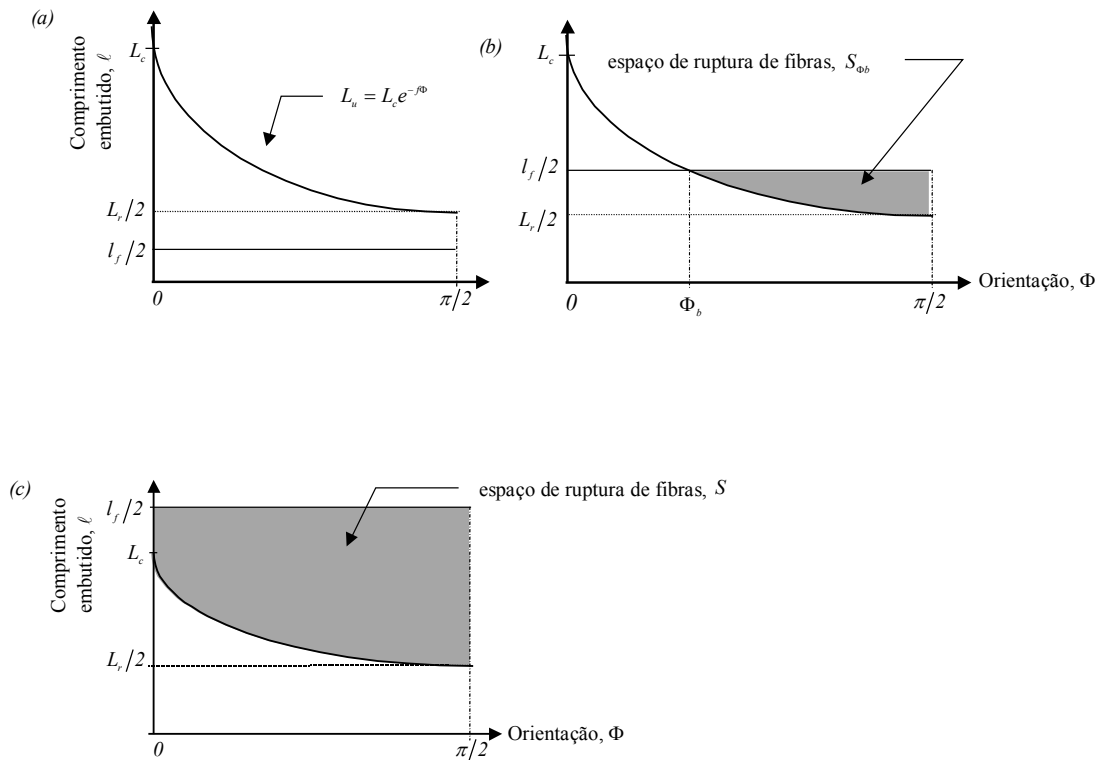 (a)
Comprimento
embutido, ℓ
L_c
L_u = L_c e^{-fΦ}
L_r/2
l_f/2
0
π/2
(b)
L_c
espaço de ruptura de fibras, S_{Φb}
l_f/2
L_r/2
0
Φ_b
π/2
Orientação, Φ
(c)
Comprimento
embutido, ℓ
l_f/2
espaço de ruptura de fibras, S
L_c
L_r/2
0
π/2
Orientação, Φ